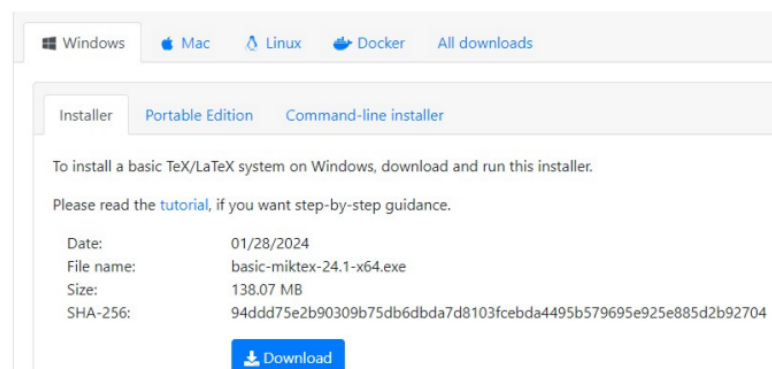 Windows Mac Linux Docker All downloads
Installer Portable Edition Command-line installer
To install a basic TeX/LaTeX system on Windows, download and run this installer.
Please read the tutorial, if you want step-by-step guidance.
Date: 01/28/2024
File name: basic-miktex-24.1-x64.exe
Size: 138.07 MB
SHA-256: 94ddd75e2b90309b75db6dbda7d8103fcebda4495b579695e925e885d2b92704
Download